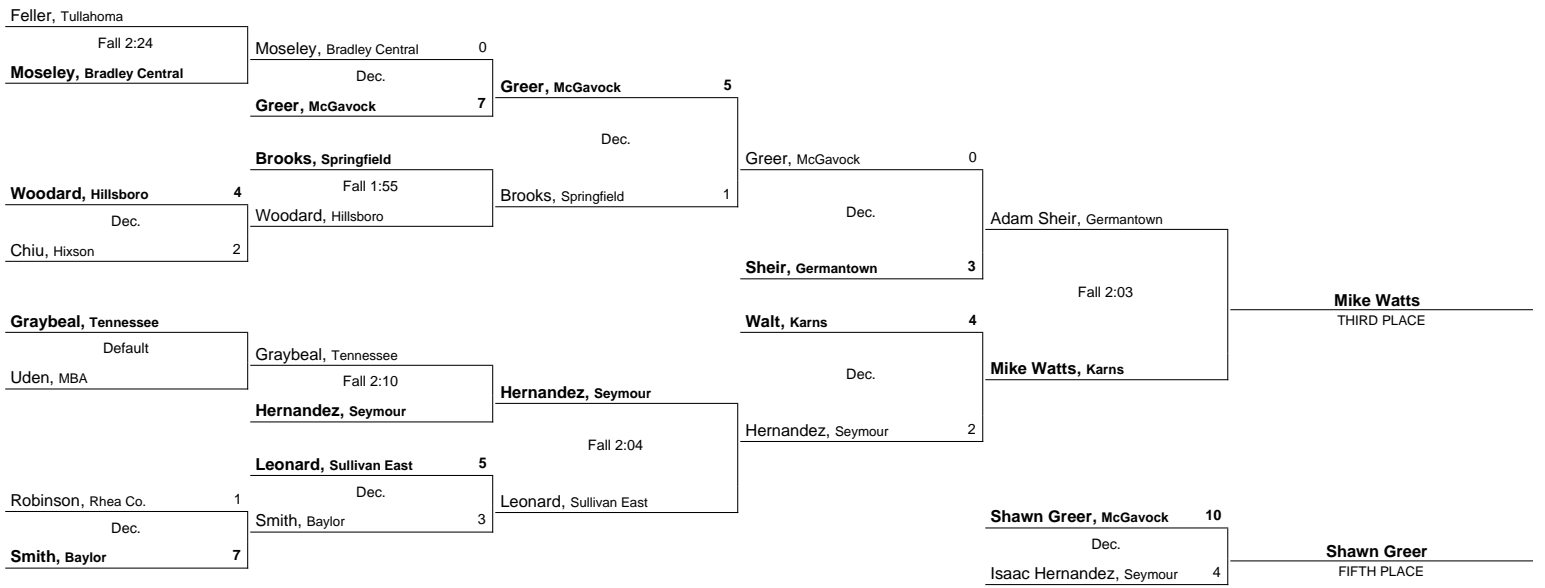 Feller, Tullahoma
Fall 2:24
Moseley, Bradley Central
Woodard, Hillsboro 4
Dec.
Chiu, Hixson 2
Graybeal, Tennessee
Default
Uden, MBA
Robinson, Rhea Co. 1
Dec.
Smith, Baylor 7
Moseley, Bradley Central 0
Dec.
Greer, McGavock 7
Brooks, Springfield
Fall 1:55
Woodard, Hillsboro
Graybeal, Tennessee
Fall 2:10
Hernandez, Seymour
Leonard, Sullivan East 5
Dec.
Smith, Baylor 3
Greer, McGavock 5
Dec.
Brooks, Springfield 1
Hernandez, Seymour
Fall 2:04
Leonard, Sullivan East
Greer, McGavock 0
Dec.
Sheir, Germantown 3
Walt, Karns 4
Dec.
Hernandez, Seymour 2
Adam Sheir, Germantown
Fall 2:03
Mike Watts, Karns
Mike Watts
THIRD PLACE
Shawn Greer, McGavock 10
Dec.
Isaac Hernandez, Seymour 4
Shawn Greer
FIFTH PLACE